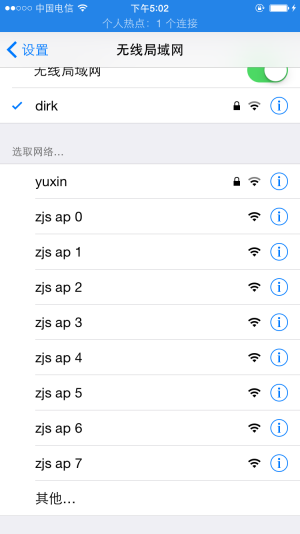 中国电信 下午5:02
个人热点：1 个连接
设置 无线局域网
无线局域网
dirk
选取网络...
yuxin
zjs ap 0
zjs ap 1
zjs ap 2
zjs ap 3
zjs ap 4
zjs ap 5
zjs ap 6
zjs ap 7
其他...